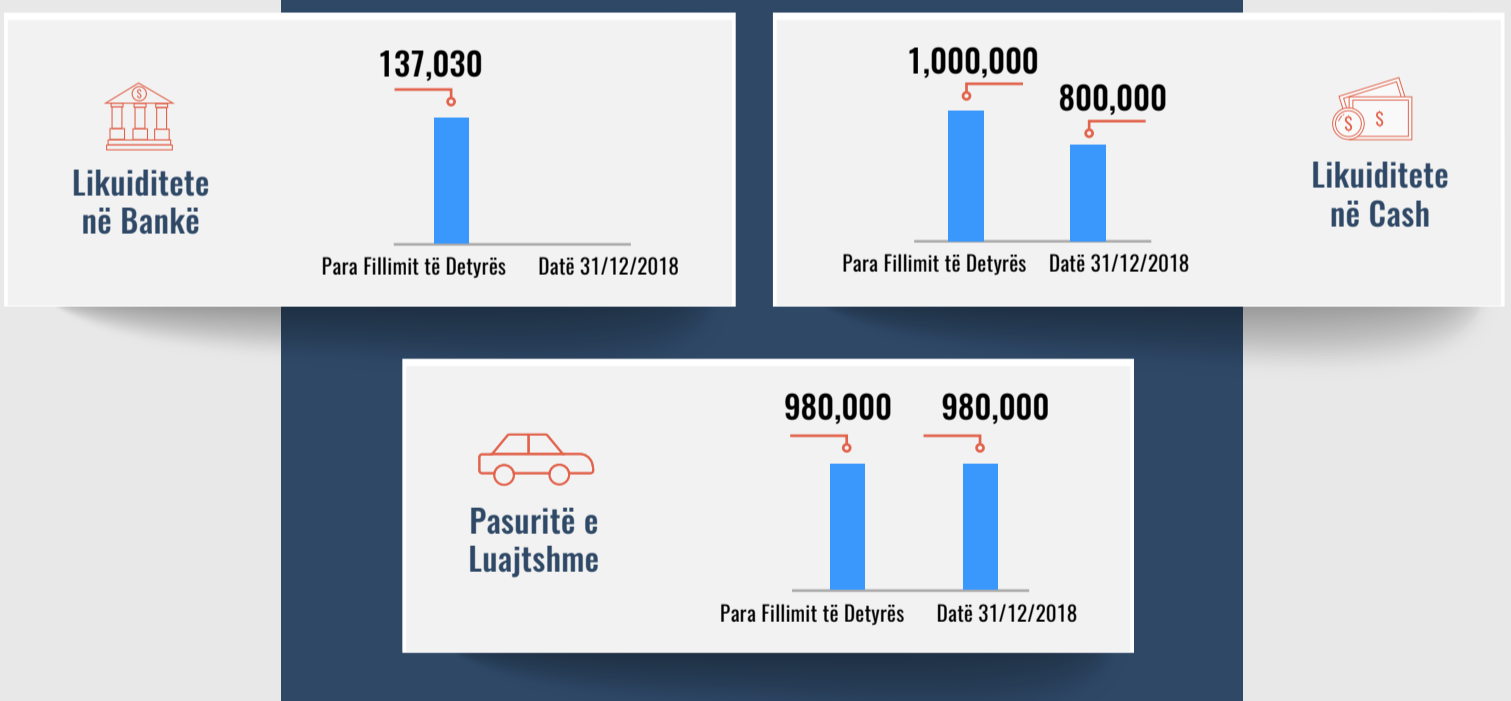 137,030
Likuiditete
në Bankë
Para Fillimit të Detyrës
Datë 31/12/2018
1,000,000
800,000
Likuiditete
në Cash
Para Fillimit të Detyrës
Datë 31/12/2018
980,000
980,000
Pasuritë e
Luajtshme
Para Fillimit të Detyrës
Datë 31/12/2018